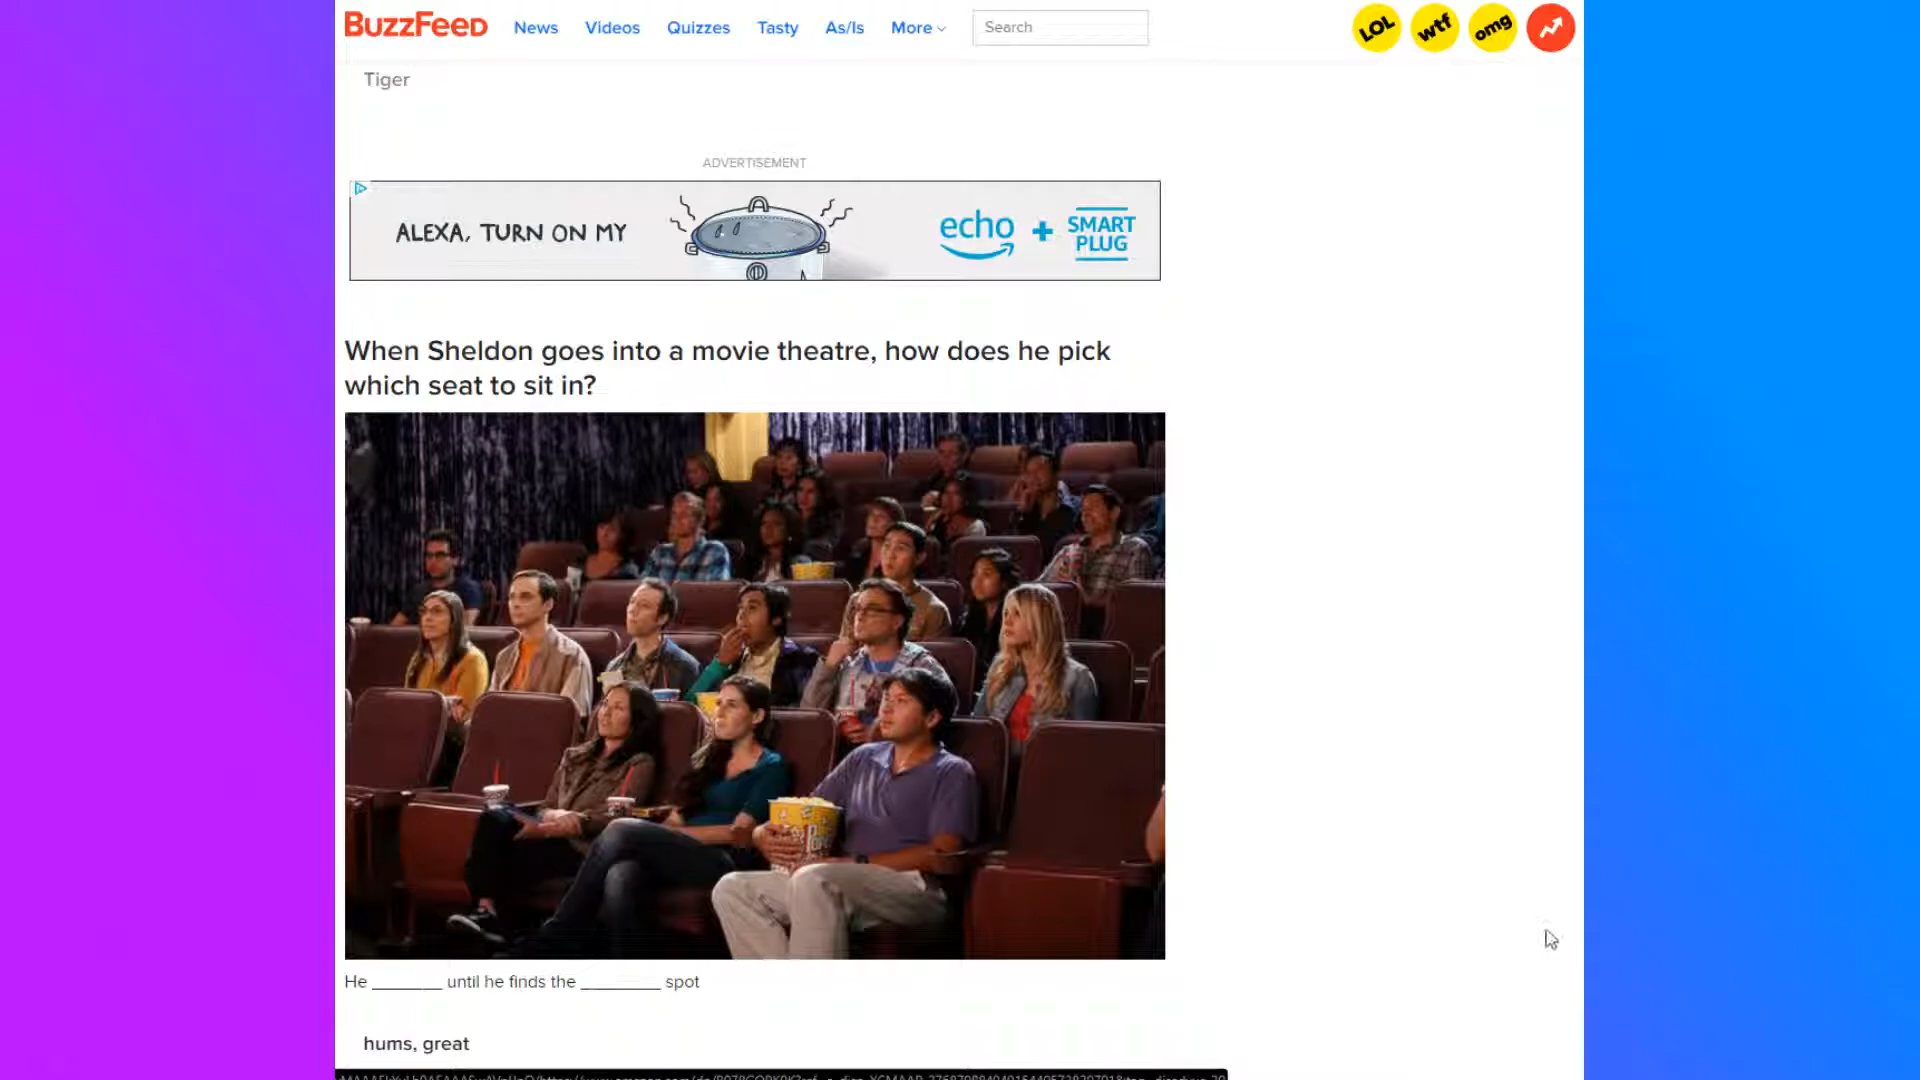 BuzzFeeD
News
Videos
Quizzes
Tasty
As/Is
More
Search
LOL
wtf
omg
Tiger
ADVERTISEMENT
ALEXA, TURN ON MY
echo + SMART PLUG
When Sheldon goes into a movie theatre, how does he pick
which seat to sit in?
He _______ until he finds the ________ spot
hums, great